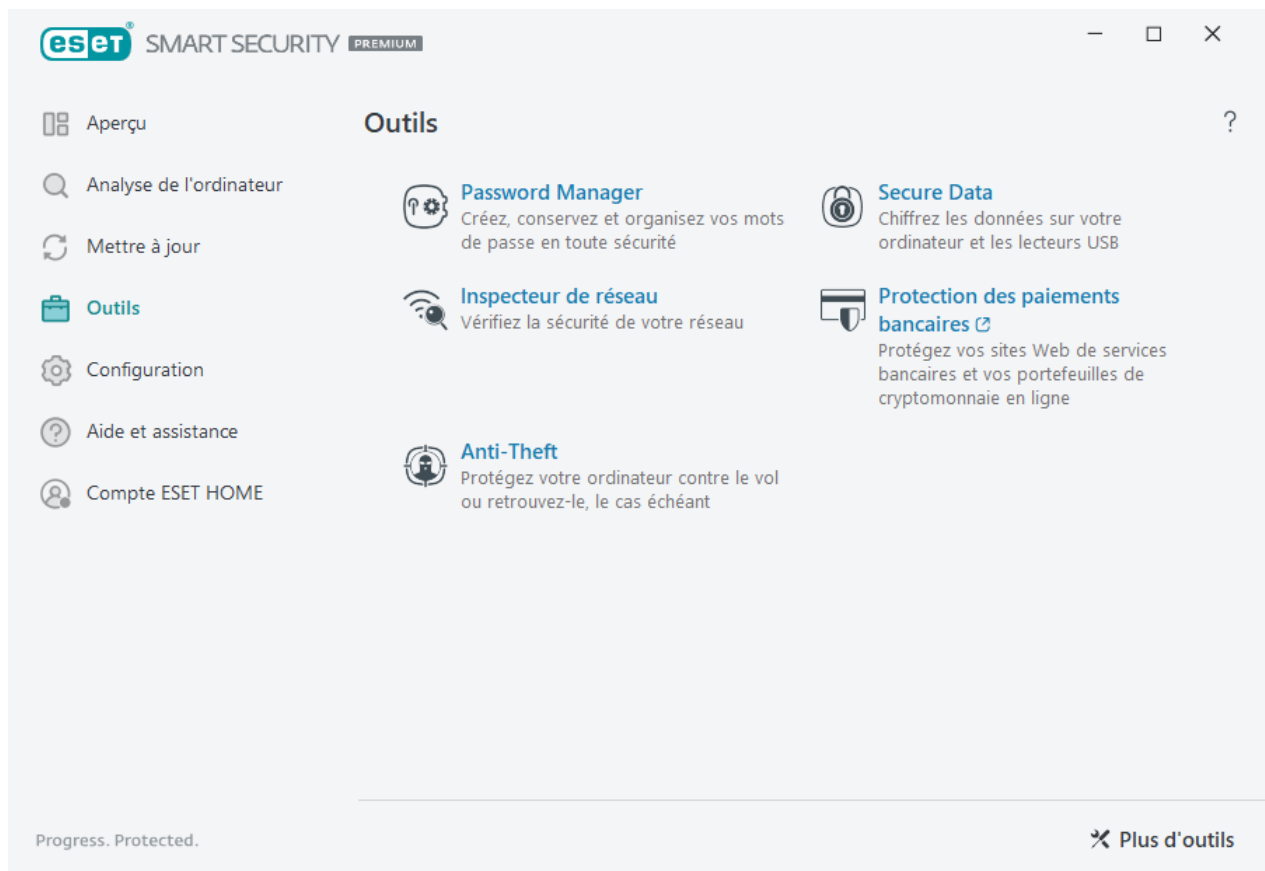 eset® SMART SECURITY PREMIUM
Aperçu
Analyse de l'ordinateur
Mettre à jour
Outils
Configuration
Aide et assistance
Compte ESET HOME
Outils
?
Password Manager
Créez, conservez et organisez vos mots
de passe en toute sécurité
Secure Data
Chiffrez les données sur votre
ordinateur et les lecteurs USB
Inspecteur de réseau
Vérifiez la sécurité de votre réseau
Protection des paiements
bancaires
Protégez vos sites Web de services
bancaires et vos portefeuilles de
cryptomonnaie en ligne
Anti-Theft
Protégez votre ordinateur contre le vol
ou retrouvez-le, le cas échéant
Progress. Protected.
Plus d'outils